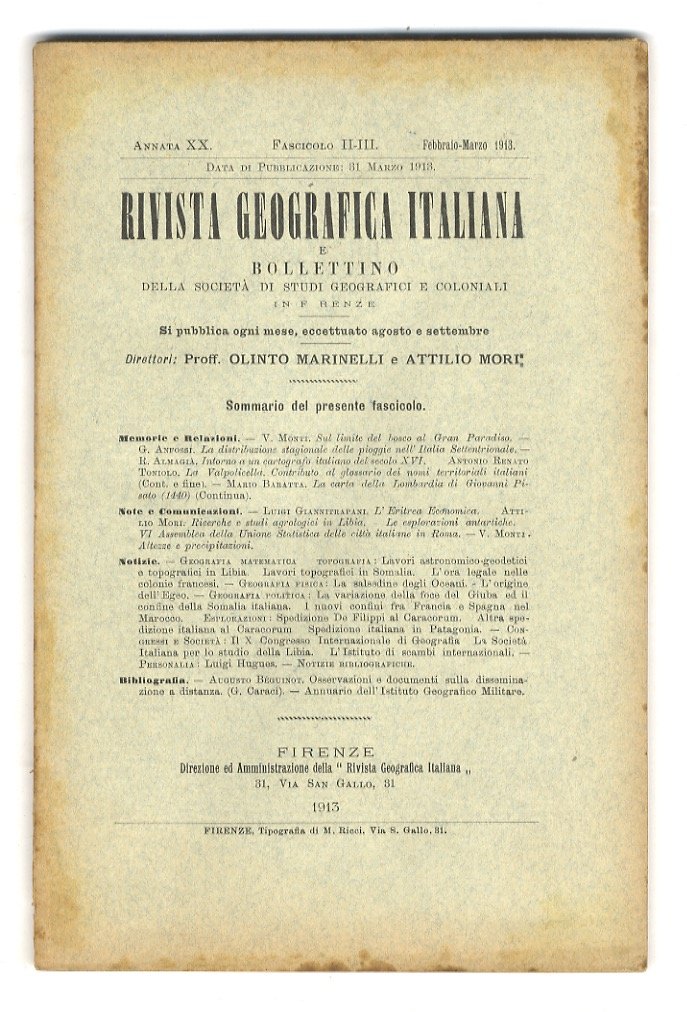 Annata XX. Fascicolo II-III. Febbraio-Marzo 1913.
Data di Pubblicazione: 31 Marzo 1913.
RIVISTA GEOGRAFICA ITALIANA
E
BOLLETTINO
DELLA SOCIETÀ DI STUDI GEOGRAFICI E COLONIALI
IN F RENZE
Si pubblica ogni mese, eccettuato agosto e settembre
Direttori: Proff. OLINTO MARINELLI e ATTILIO MORI.
Sommario del presente fascicolo.
Memorie e Relazioni. — V. Monti. Sul limite del bosco al Gran Paradiso. —
G. Anfossi. La distribuzione stagionale delle pioggie nell'Italia Settentrionale. —
R. Almagià. Intorno a un cartografo italiano del secolo XVI. Antonio Renato
Toniolo. La Valpolicella. Contributo al glossario dei nomi territoriali italiani
(Cont. e fine). — Mario Baratta. La carta della Lombardia di Giovanni Pi-
sato (1440) (Continua).
Note e Comunicazioni. — Luigi Giannitrapani. L'Eritrea Economica. — Atti-
lio Mori. Ricerche e studi agrologici in Libia. - Le esplorazioni antartiche.
VI Assemblea della Unione Statistica delle città italiane in Roma. — V. Monti.
Altezze e precipitazioni.
Notizie. — Geografia matematica topografia: Lavori astronomico-geodetici
e topografici in Libia. Lavori topografici in Somalia. L'ora legale nelle
colonie francesi. — Geografia fisica: La salsedine degli Oceani. - L'origine
dell'Egeo. — Geografia politica: La variazione della foce del Giuba ed il
confine della Somalia italiana. I nuovi confini fra Francia e Spagna nel
Marocco. Esplorazioni: Spedizione De Filippi al Caracorum. Altra spe-
dizione italiana al Caracorum Spedizione italiana in Patagonia. — Con-
gressi e Società: Il X Congresso Internazionale di Geografia La Società
Italiana per lo studio della Libia. L'Istituto di scambi internazionali. —
Personalia: Luigi Hugues. — Notizie bibliografiche.
Bibliografia. — Augusto Béguinot. Osservazioni e documenti sulla dissemina-
zione a distanza. (G. Caraci). — Annuario dell'Istituto Geografico Militare.
FIRENZE
Direzione ed Amministrazione della “ Rivista Geografica Italiana „
31, Via San Gallo, 31
1913
FIRENZE, Tipografia di M. Ricci, Via S. Gallo, 31.